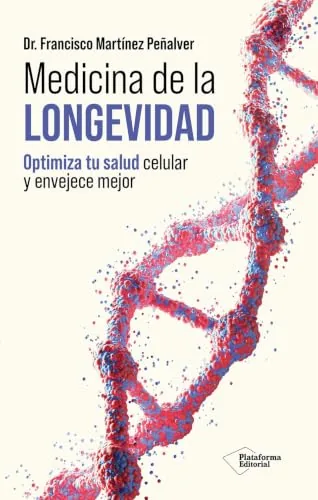 Dr. Francisco Martínez Peñalver
Medicina de la
LONGEVIDAD
Optimiza tu salud celular
y envejece mejor
Plataforma
Editorial